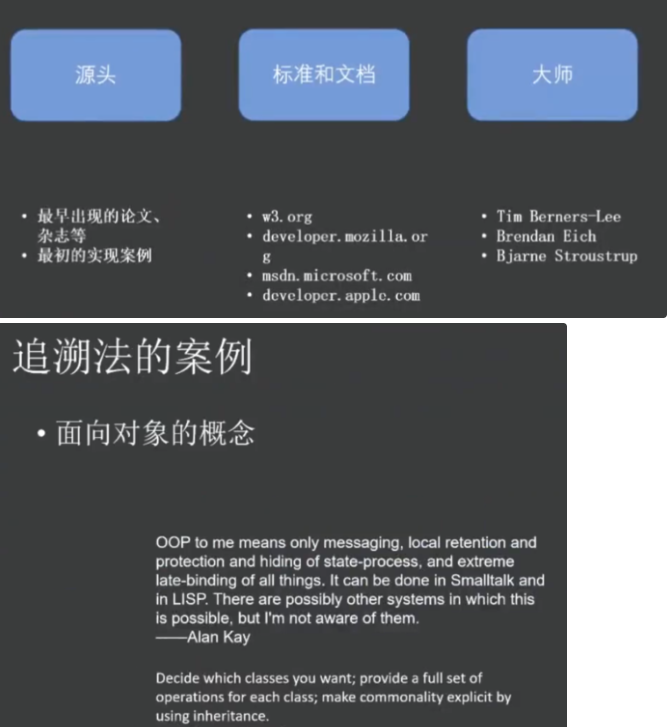 源头
标准和文档
大师
• 最早出现的论文、
杂志等
• 最初的实现案例
• w3.org
• developer.mozilla.or
g
• msdn.microsoft.com
• developer.apple.com
• Tim Berners-Lee
• Brendan Eich
• Bjarne Stroustrup
追溯法的案例
• 面向对象的概念
OOP to me means only messaging, local retention and
protection and hiding of state-process, and extreme
late-binding of all things. It can be done in Smalltalk and
in LISP. There are possibly other systems in which this
is possible, but I'm not aware of them.
——Alan Kay
Decide which classes you want; provide a full set of
operations for each class; make commonality explicit by
using inheritance.